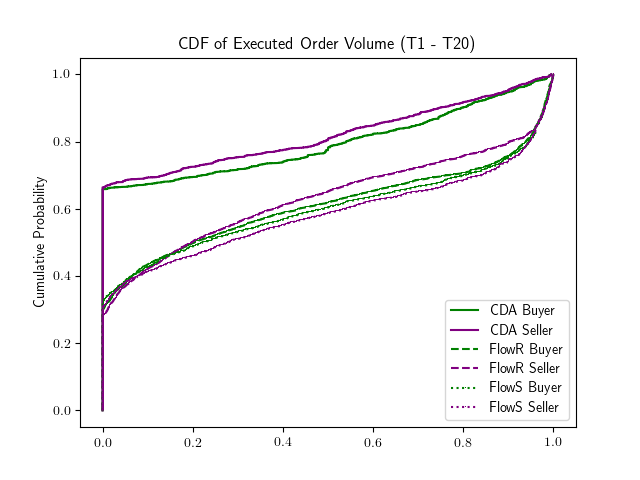 CDF of Executed Order Volume (T1 - T20)
1.0
0.8
0.6
0.4
0.2
0.0
Cumulative Probability
CDA Buyer
CDA Seller
FlowR Buyer
FlowR Seller
FlowS Buyer
FlowS Seller
0.0 0.2 0.4 0.6 0.8 1.0